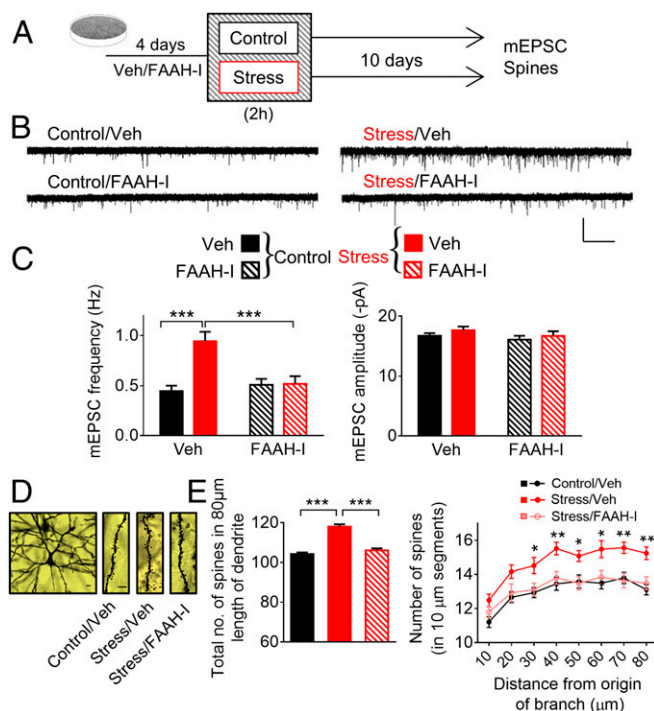 A
4 days
Veh/FAAH-I
Control
Stress
(2h)
10 days
mEPSC
Spines
B
Control/Veh
Stress/Veh
Control/FAAH-I
Stress/FAAH-I
C
Veh
FAAH-I
Control
Stress
Veh
FAAH-I
mEPSC frequency (Hz)
1.0
0.5
0.0
***
***
Veh
FAAH-I
mEPSC amplitude (-pA)
20
10
0
Veh
FAAH-I
D
Control/Veh
Stress/Veh
Stress/FAAH-I
E
Total no. of spines in 80μm
length of dendrite
120
100
80
60
***
***
Control/Veh
Stress/Veh
Stress/FAAH-I
Number of spines
(in 10 μm segments)
16
14
12
10
* ** * * ** **
10 20 30 40 50 60 70 80
Distance from origin
of branch (μm)